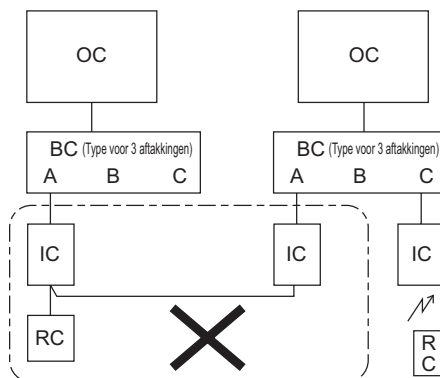 OC OC
BC (Type voor 3 aftakkingen) BC (Type voor 3 aftakkingen)
A B C A B C
IC IC IC
RC R
C